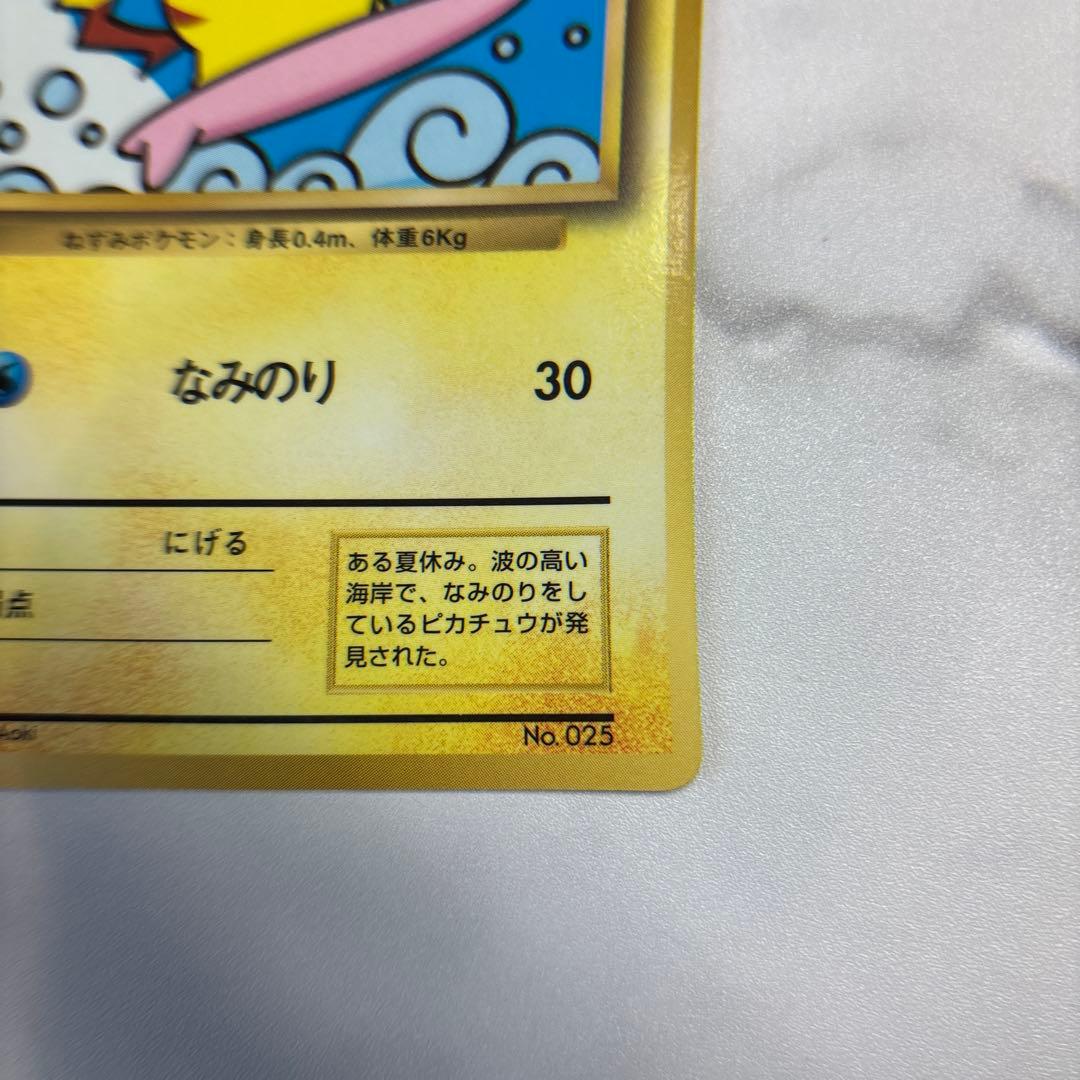 ねずみポケモン：身長0.4m、体重6Kg
なみのり 30
にげる
ある夏休み。波の高い
海岸で、なみのりをし
ているピカチュウが発
見された。
点
Aoki
No. 025